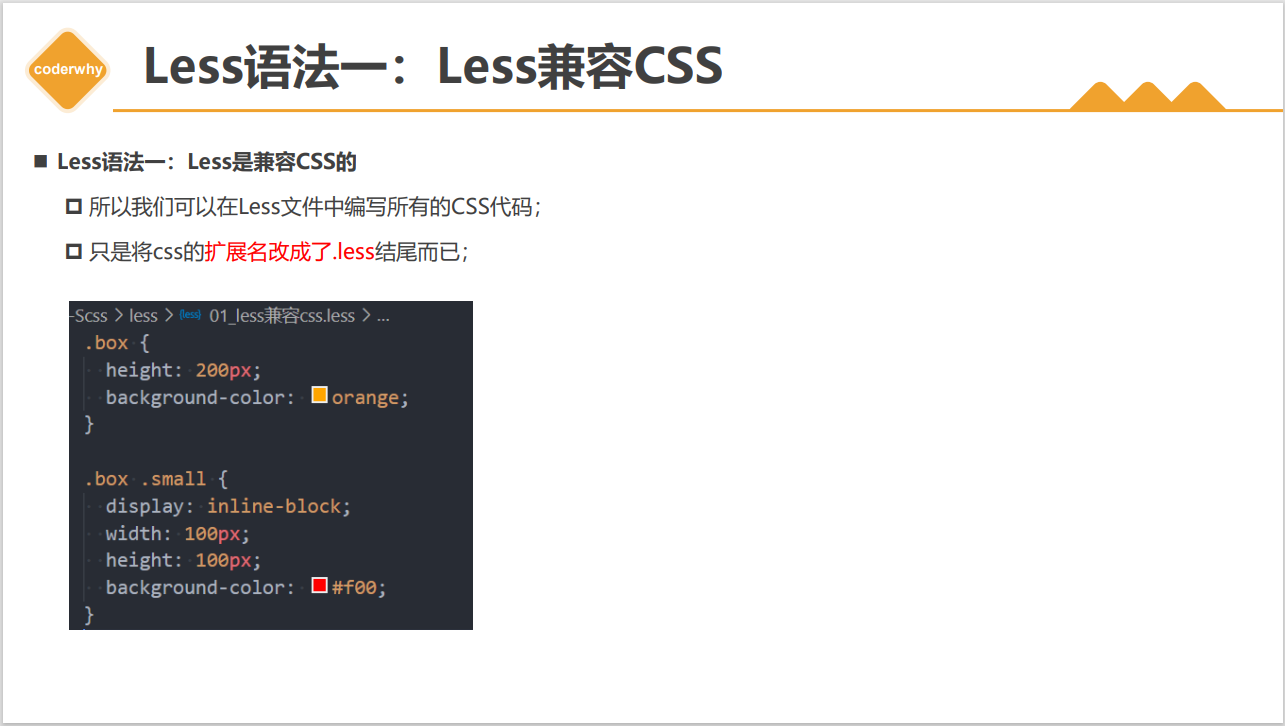 coderwhy
Less语法一：Less兼容CSS
Less语法一：Less是兼容CSS的
所以我们可以在Less文件中编写所有的CSS代码；
只是将css的扩展名改成了.less结尾而已；
-Scss > less > {less} 01_less兼容css.less > ...
.box {
height: 200px;
background-color: orange;
}
.box .small {
display: inline-block;
width: 100px;
height: 100px;
background-color: #f00;
}